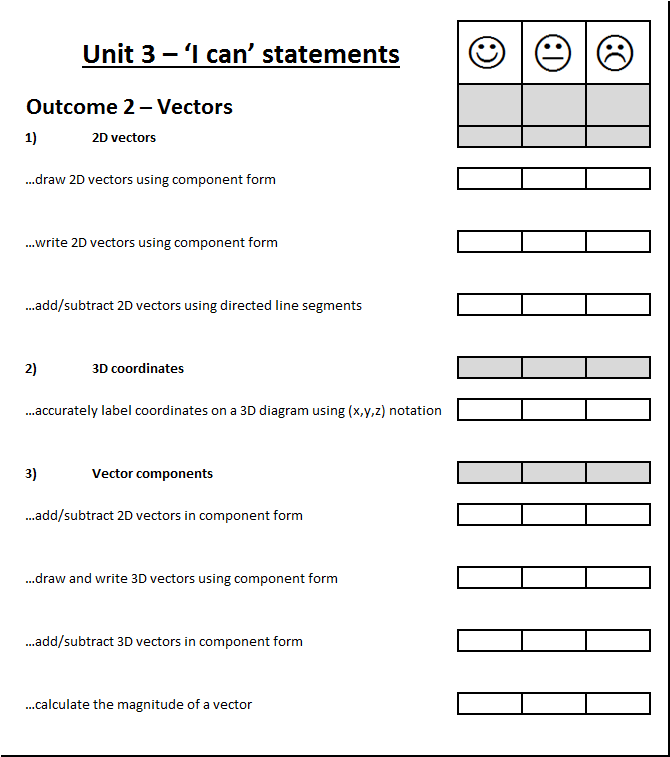 Unit 3 – ‘I can’ statements
Outcome 2 – Vectors
1) 2D vectors
…draw 2D vectors using component form
…write 2D vectors using component form
…add/subtract 2D vectors using directed line segments
2) 3D coordinates
…accurately label coordinates on a 3D diagram using (x,y,z) notation
3) Vector components
…add/subtract 2D vectors in component form
…draw and write 3D vectors using component form
…add/subtract 3D vectors in component form
…calculate the magnitude of a vector